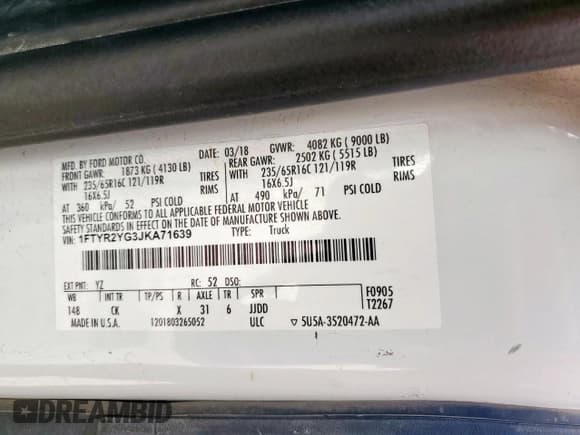 MFD. BY FORD MOTOR CO.
DATE: 03/18 GVWR: 4082 KG ( 9000 LB)
FRONT GAWR: 1873 KG ( 4130 LB) REAR GAWR: 2502 KG ( 5515 LB)
WITH 235/65R16C 121/119R TIRES WITH 235/65R16C 121/119R TIRES
16X6.5J RIMS 16X6.5J RIMS
AT 360 kPa/ 52 PSI COLD AT 490 kPa/ 71 PSI COLD
THIS VEHICLE CONFORMS TO ALL APPLICABLE FEDERAL MOTOR VEHICLE
SAFETY STANDARDS IN EFFECT ON THE DATE OF MANUFACTURE SHOWN ABOVE.
VIN: 1FTYR2YG3JKA71639 TYPE: Truck
EXT PNT: YZ RC: 52 DSO: F0905
WB INT TR TP/PS R AXLE TR SPR T2267
148 CK X 31 6 JJDD
MADE IN U.S.A. 1201803265052 ULC ▽ 5U5A-3520472-AA
DREAMBID